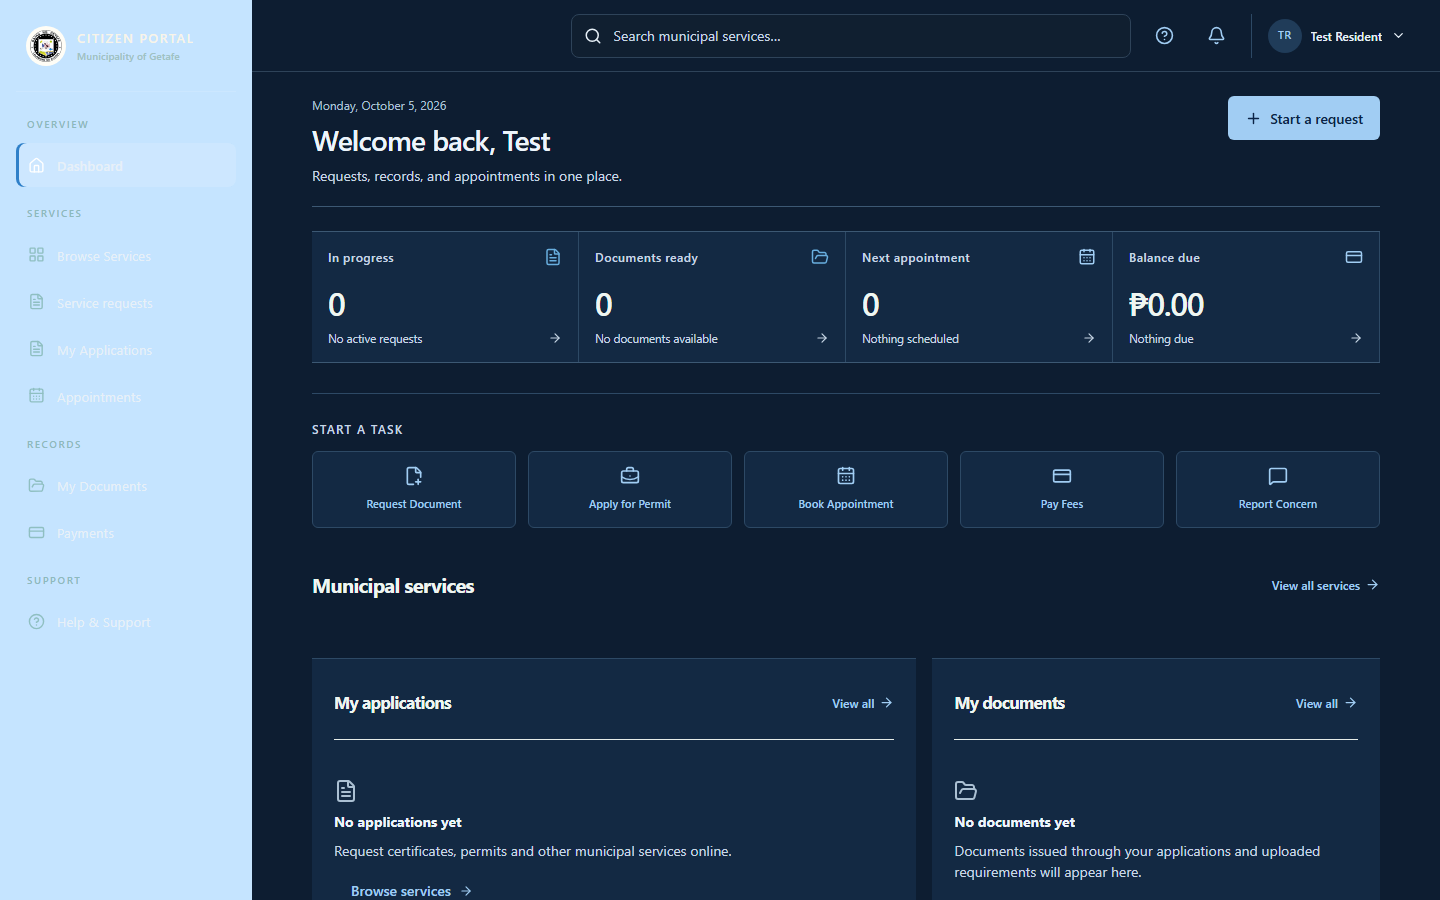 CITIZEN PORTAL
Municipality of Getafe
OVERVIEW
Dashboard
SERVICES
Browse Services
Service requests
My Applications
Appointments
RECORDS
My Documents
Payments
SUPPORT
Help & Support
Search municipal services...
TR
Test Resident
Monday, October 5, 2026
Welcome back, Test
Requests, records, and appointments in one place.
+ Start a request
In progress
0
No active requests
Documents ready
0
No documents available
Next appointment
0
Nothing scheduled
Balance due
₱0.00
Nothing due
START A TASK
Request Document
Apply for Permit
Book Appointment
Pay Fees
Report Concern
Municipal services
View all services
My applications
View all
No applications yet
Request certificates, permits and other municipal services online.
Browse services
My documents
View all
No documents yet
Documents issued through your applications and uploaded
requirements will appear here.